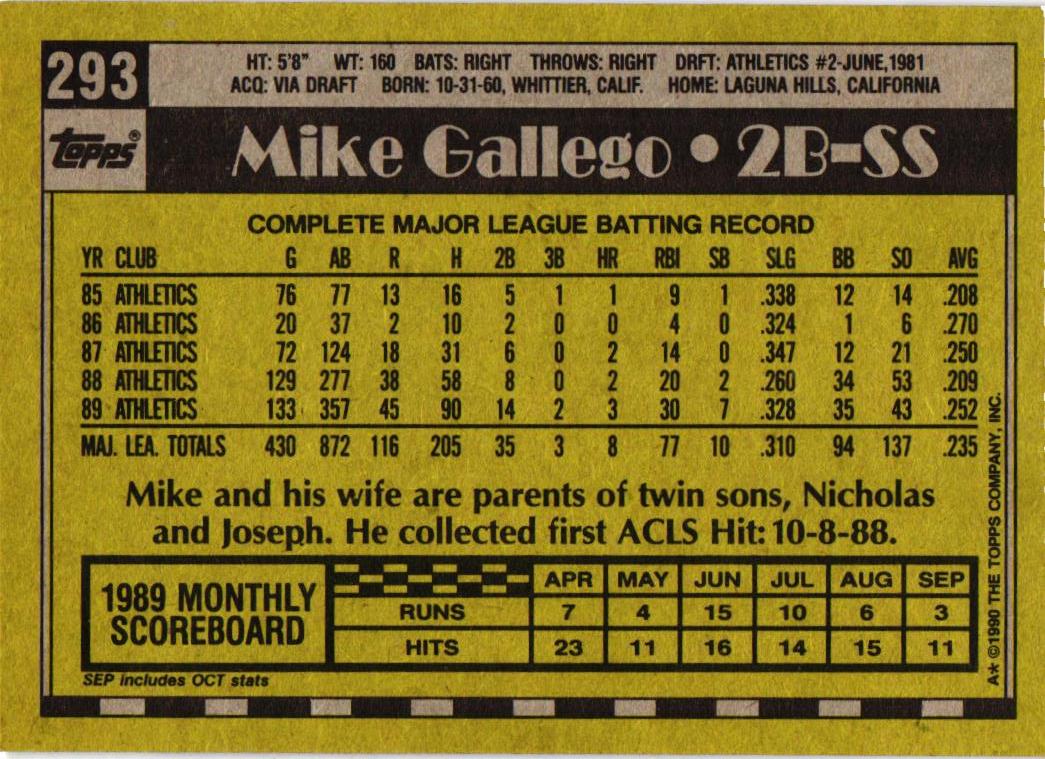 293
HT: 5'8" WT: 160 BATS: RIGHT THROWS: RIGHT DRFT: ATHLETICS #2-JUNE,1981
ACQ: VIA DRAFT BORN: 10-31-60, WHITTIER, CALIF. HOME: LAGUNA HILLS, CALIFORNIA
Topps®
Mike Gallego • 2B-SS
COMPLETE MAJOR LEAGUE BATTING RECORD
YR CLUB G AB R H 2B 3B HR RBI SB SLG BB SO AVG
85 ATHLETICS 76 77 13 16 5 1 1 9 1 .338 12 14 .208
86 ATHLETICS 20 37 2 10 2 0 0 4 0 .324 1 6 .270
87 ATHLETICS 72 124 18 31 6 0 2 14 0 .347 12 21 .250
88 ATHLETICS 129 277 38 58 8 0 2 20 2 .260 34 53 .209
89 ATHLETICS 133 357 45 90 14 2 3 30 7 .328 35 43 .252
MAJ. LEA. TOTALS 430 872 116 205 35 3 8 77 10 .310 94 137 .235
Mike and his wife are parents of twin sons, Nicholas
and Joseph. He collected first ACLS Hit: 10-8-88.
1989 MONTHLY
SCOREBOARD
APR MAY JUN JUL AUG SEP
RUNS 7 4 15 10 6 3
HITS 23 11 16 14 15 11
SEP includes OCT stats
A* ©1990 THE TOPPS COMPANY, INC.